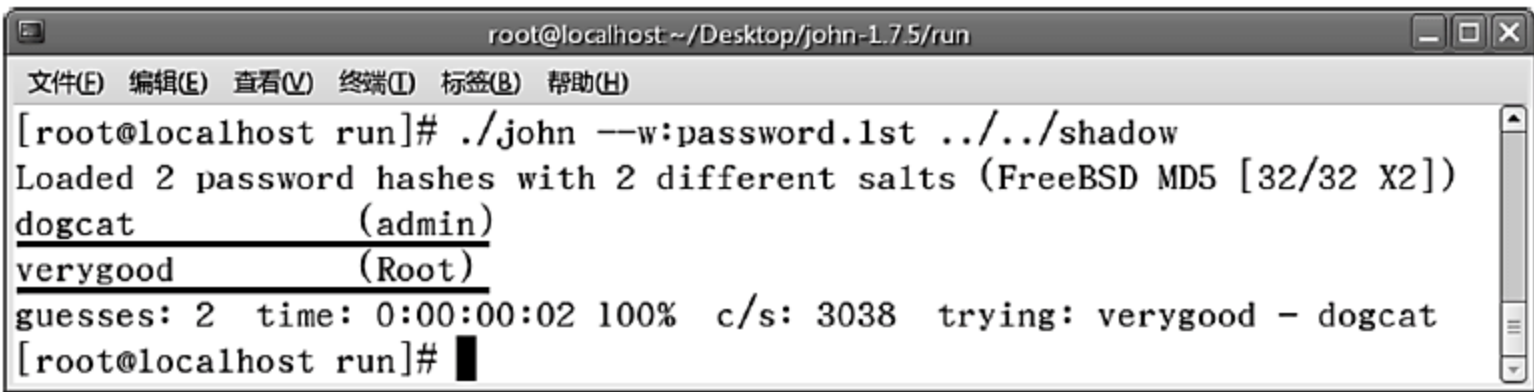 root@localhost:~/Desktop/john-1.7.5/run
文件(F) 编辑(E) 查看(V) 终端(T) 标签(B) 帮助(H)
[root@localhost run]# ./john --w:password.lst ../../shadow
Loaded 2 password hashes with 2 different salts (FreeBSD MD5 [32/32 X2])
dogcat (admin)
verygood (Root)
guesses: 2 time: 0:00:00:02 100% c/s: 3038 trying: verygood - dogcat
[root@localhost run]#